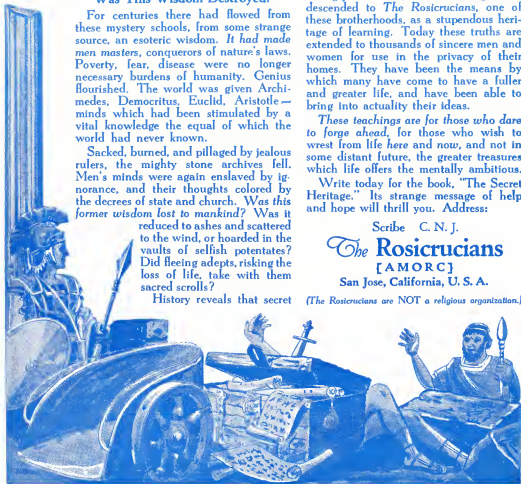 Was This Wisdom Destroyed?
For centuries there had flowed from
these mystery schools, from some strange
source, an esoteric wisdom. It had made
men masters, conquerors of nature's laws.
Poverty, fear, disease were no longer
necessary burdens of humanity. Genius
flourished. The world was given Archi-
medes, Democritus, Euclid, Aristotle—
minds which had been stimulated by a
vital knowledge the equal of which the
world had never known.
Sacked, burned, and pillaged by jealous
rulers, the mighty stone archives fell.
Men's minds were again enslaved by ig-
norance, and their thoughts colored by
the decrees of state and church. Was this
former wisdom lost to mankind? Was it
reduced to ashes and scattered
to the wind, or hoarded in the
vaults of selfish potentates?
Did fleeing adepts, risking the
loss of life, take with them
sacred scrolls?
History reveals that secret
descended to The Rosicrucians, one of
these brotherhoods, as a stupendous heri-
tage of learning. Today these truths are
extended to thousands of sincere men and
women for use in the privacy of their
homes. They have been the means by
which many have come to have a fuller
and greater life, and have been able to
bring into actuality their ideas.
These teachings are for those who dare
to forge ahead, for those who wish to
wrest from life here and now, and not in
some distant future, the greater treasures
which life offers the mentally ambitious.
Write today for the book, "The Secret
Heritage." Its strange message of help
and hope will thrill you. Address:
Scribe C. N. J.
The Rosicrucians
[AMORC]
San Jose, California, U. S. A.
(The Rosicrucians are NOT a religious organization.)